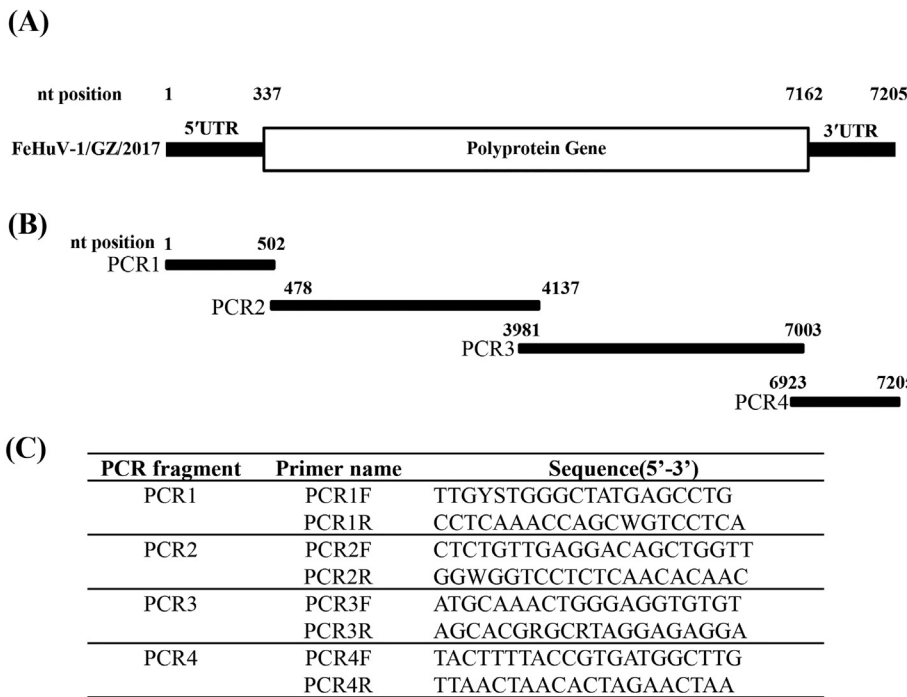 (A)
nt position 1 337 7162 7205
5'UTR 3'UTR
FeHuV-1/GZ/2017 Polyprotein Gene
(B)
nt position 1 502
PCR1
478 4137
PCR2
3981 7003
PCR3
6923 720
PCR4
(C)
PCR fragment Primer name Sequence(5’-3’)
PCR1 PCR1F TTGYSTGGGCTATGAGCCTG
PCR1R CCTCAAACCAGCWGTCCTCA
PCR2 PCR2F CTCTGTTGAGGACAGCTGGTT
PCR2R GGWGGTCCTCTCAACACAAC
PCR3 PCR3F ATGCAAACTGGGAGGTGTGT
PCR3R AGCACGRGCRTAGGAGAGGA
PCR4 PCR4F TACTTTTACCGTGATGGCTTG
PCR4R TTAACTAACACTAGAACTAA